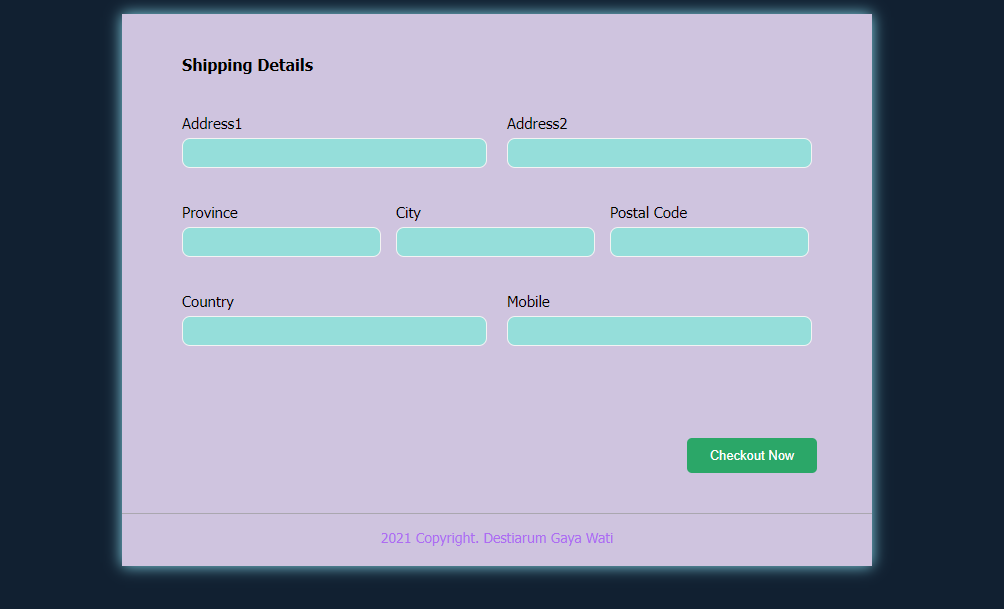 Shipping Details
Address1 Address2
Province City Postal Code
Country Mobile
Checkout Now
2021 Copyright. Destiarum Gaya Wati